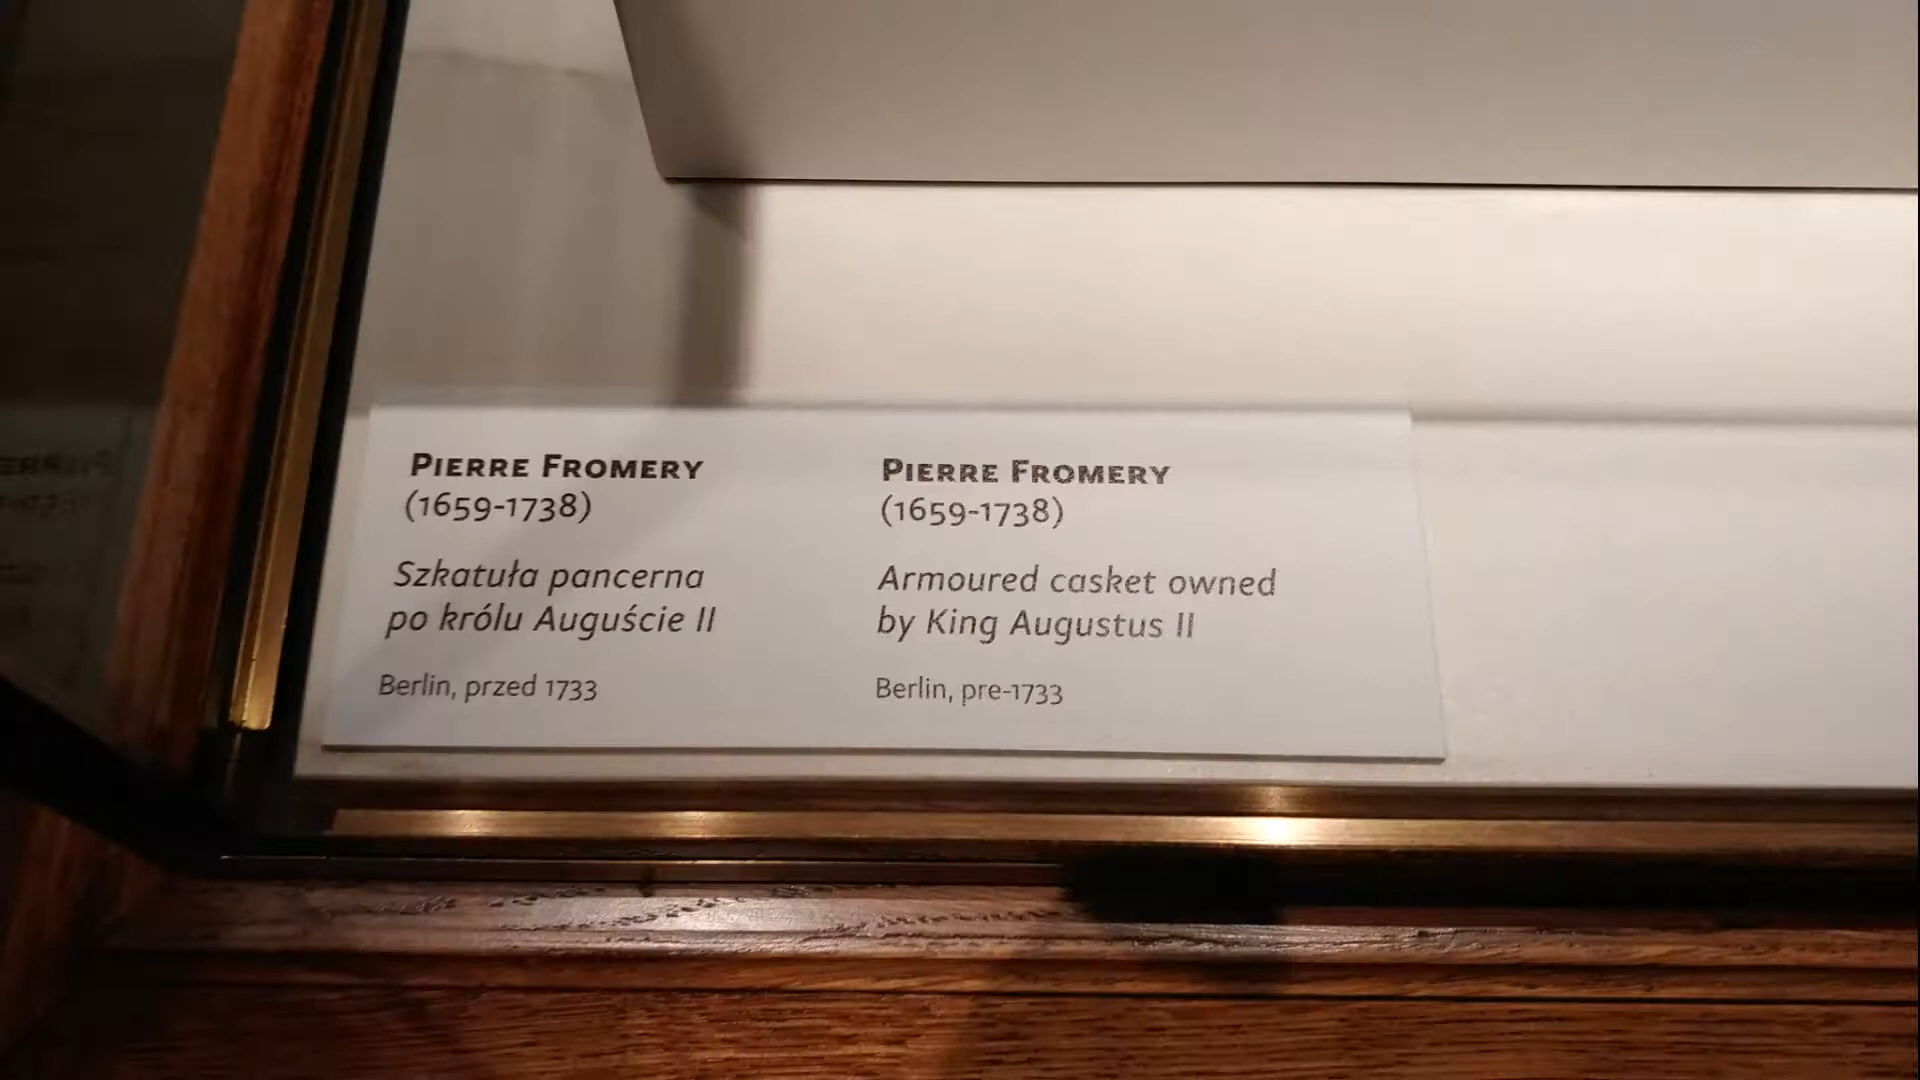 PIERRE FROMERY
(1659-1738)
Szkatuła pancerna
po królu Auguście II
Berlin, przed 1733
PIERRE FROMERY
(1659-1738)
Armoured casket owned
by King Augustus II
Berlin, pre-1733